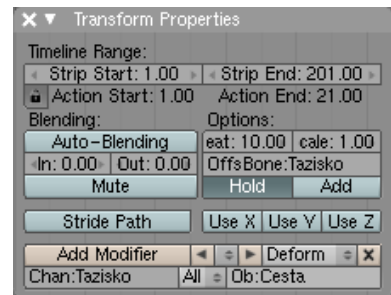 Transform Properties
Timeline Range:
Strip Start: 1.00 Strip End: 201.00
Action Start: 1.00 Action End: 21.00
Blending: Options:
Auto-Blending eat: 10.00 cale: 1.00
In: 0.00 Out: 0.00 OffsBone:Tazisko
Mute Hold Add
Stride Path Use X Use Y Use Z
Add Modifier Deform X
Chan:Tazisko All Ob:Cesta